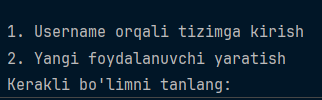 1. Username orqali tizimga kirish
2. Yangi foydalanuvchi yaratish
Kerakli bo'limni tanlang: